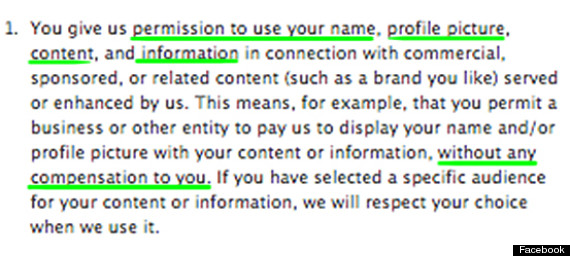 1. You give us permission to use your name, profile picture,
content, and information in connection with commercial,
sponsored, or related content (such as a brand you like) served
or enhanced by us. This means, for example, that you permit a
business or other entity to pay us to display your name and/or
profile picture with your content or information, without any
compensation to you. If you have selected a specific audience
for your content or information, we will respect your choice
when we use it.
Facebook